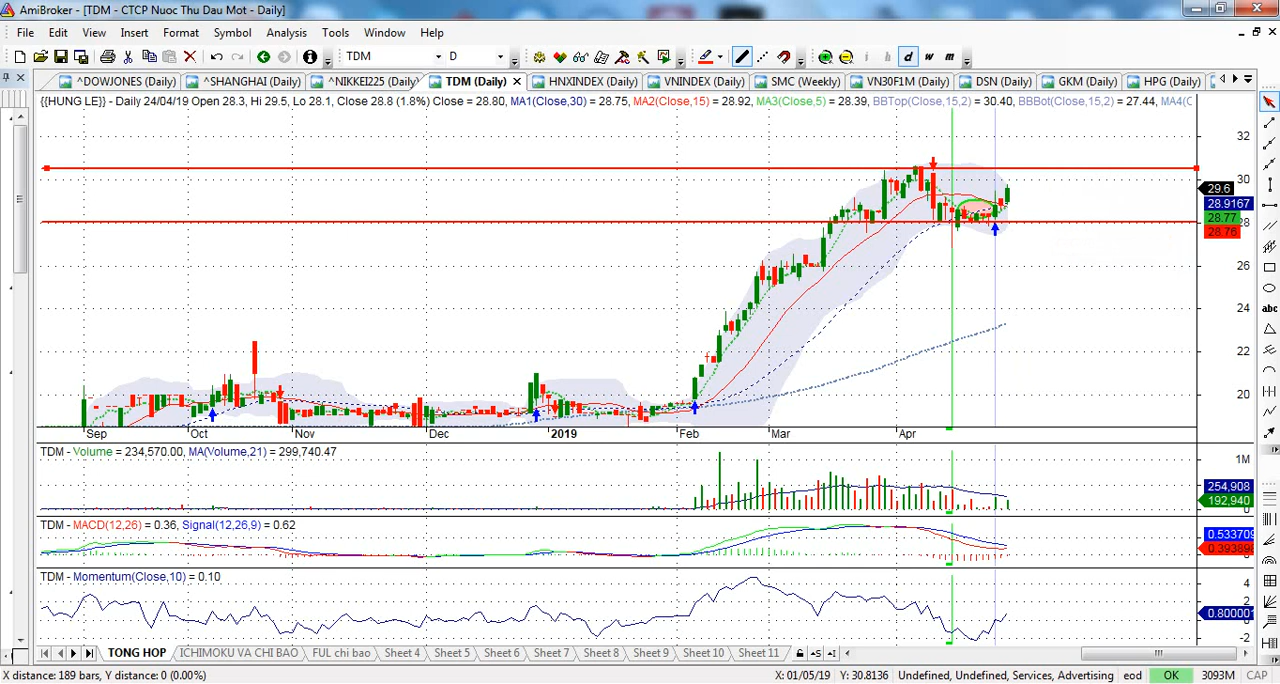 AmiBroker - [TDM - CTCP Nuoc Thu Dau Mot - Daily]
File Edit View Insert Format Symbol Analysis Tools Window Help
TDM D i h d w m
^DOWJONES (Daily) ^SHANGHAI (Daily) ^NIKKEI225 (Daily) TDM (Daily) HNXINDEX (Daily) VNINDEX (Daily) SMC (Weekly) VN30F1M (Daily) DSN (Daily) GKM (Daily) HPG (Daily)
{{HUNG LE}} - Daily 24/04/19 Open 28.3, Hi 29.5, Lo 28.1, Close 28.8 (1.8%) Close = 28.80, MA1(Close,30) = 28.75, MA2(Close,15) = 28.92, MA3(Close,5) = 28.39, BBTop(Close,15,2) = 30.40, BBBot(Close,15,2) = 27.44, MA4(C
abc
32
30
29.6
28.9167
28.77
28
28.76
26
24
22
20
Sep Oct Nov Dec 2019 Feb Mar Apr
TDM - Volume = 234,570.00, MA(Volume,21) = 299,740.47
1M
254,908
192,940
TDM - MACD(12,26) = 0.36, Signal(12,26,9) = 0.62
0.533709
0.393898
TDM - Momentum(Close,10) = 0.10
4
2
0.800001
-2
TONG HOP ICHIMOKU VA CHI BAO FUL chi bao Sheet 4 Sheet 5 Sheet 6 Sheet 7 Sheet 8 Sheet 9 Sheet 10 Sheet 11
X distance: 189 bars, Y distance: 0 (0.00%) X: 01/05/19 Y: 30.8136 Undefined, Undefined, Services, Advertising eod OK 3093M CAP